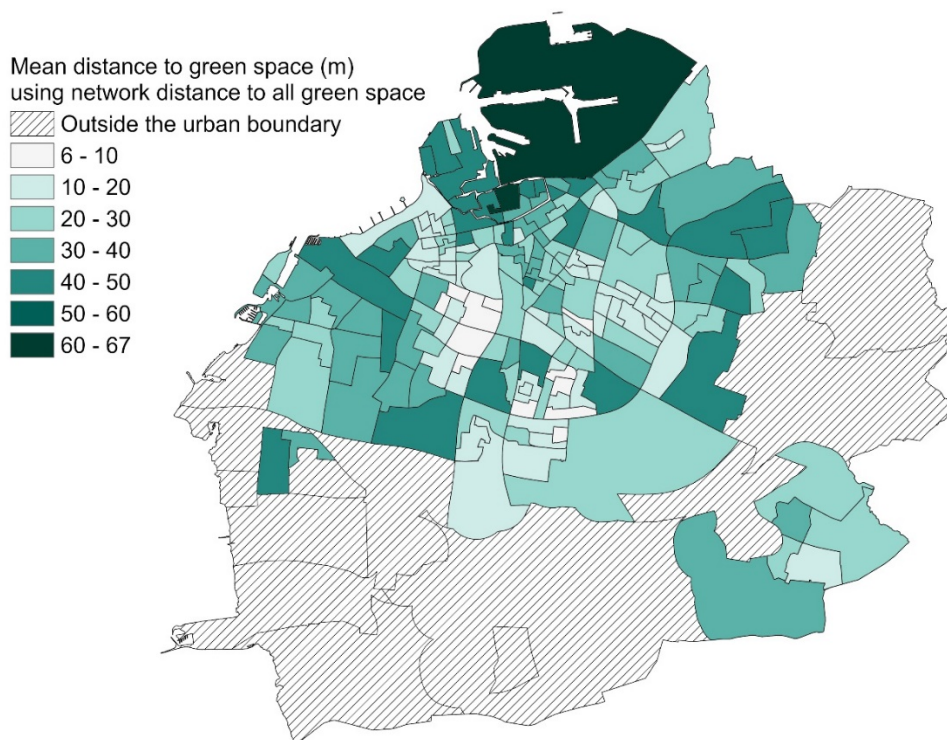 Mean distance to green space (m)
using network distance to all green space
Outside the urban boundary
6 - 10
10 - 20
20 - 30
30 - 40
40 - 50
50 - 60
60 - 67